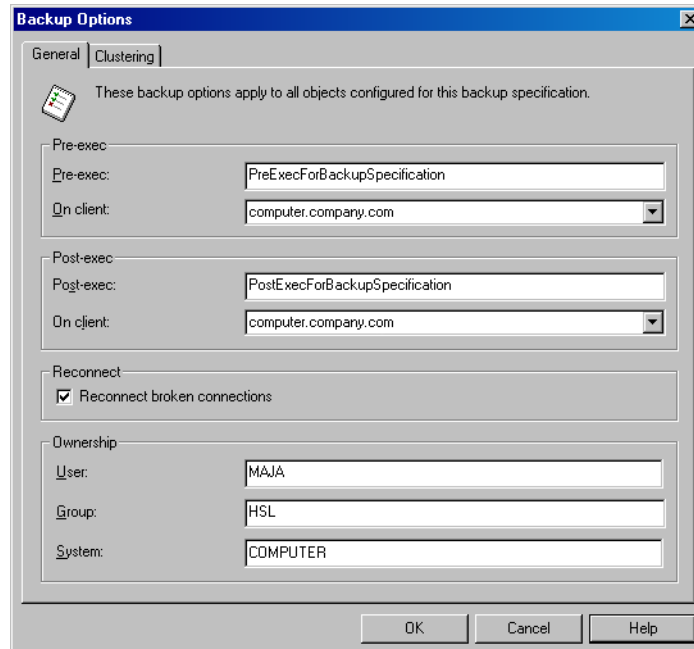 Backup Options
General Clustering
These backup options apply to all objects configured for this backup specification.
Pre-exec
Pre-exec: PreExecForBackupSpecification
On client: computer.company.com
Post-exec
Post-exec: PostExecForBackupSpecification
On client: computer.company.com
Reconnect
Reconnect broken connections
Ownership
User: MAJA
Group: HSL
System: COMPUTER
OK Cancel Help